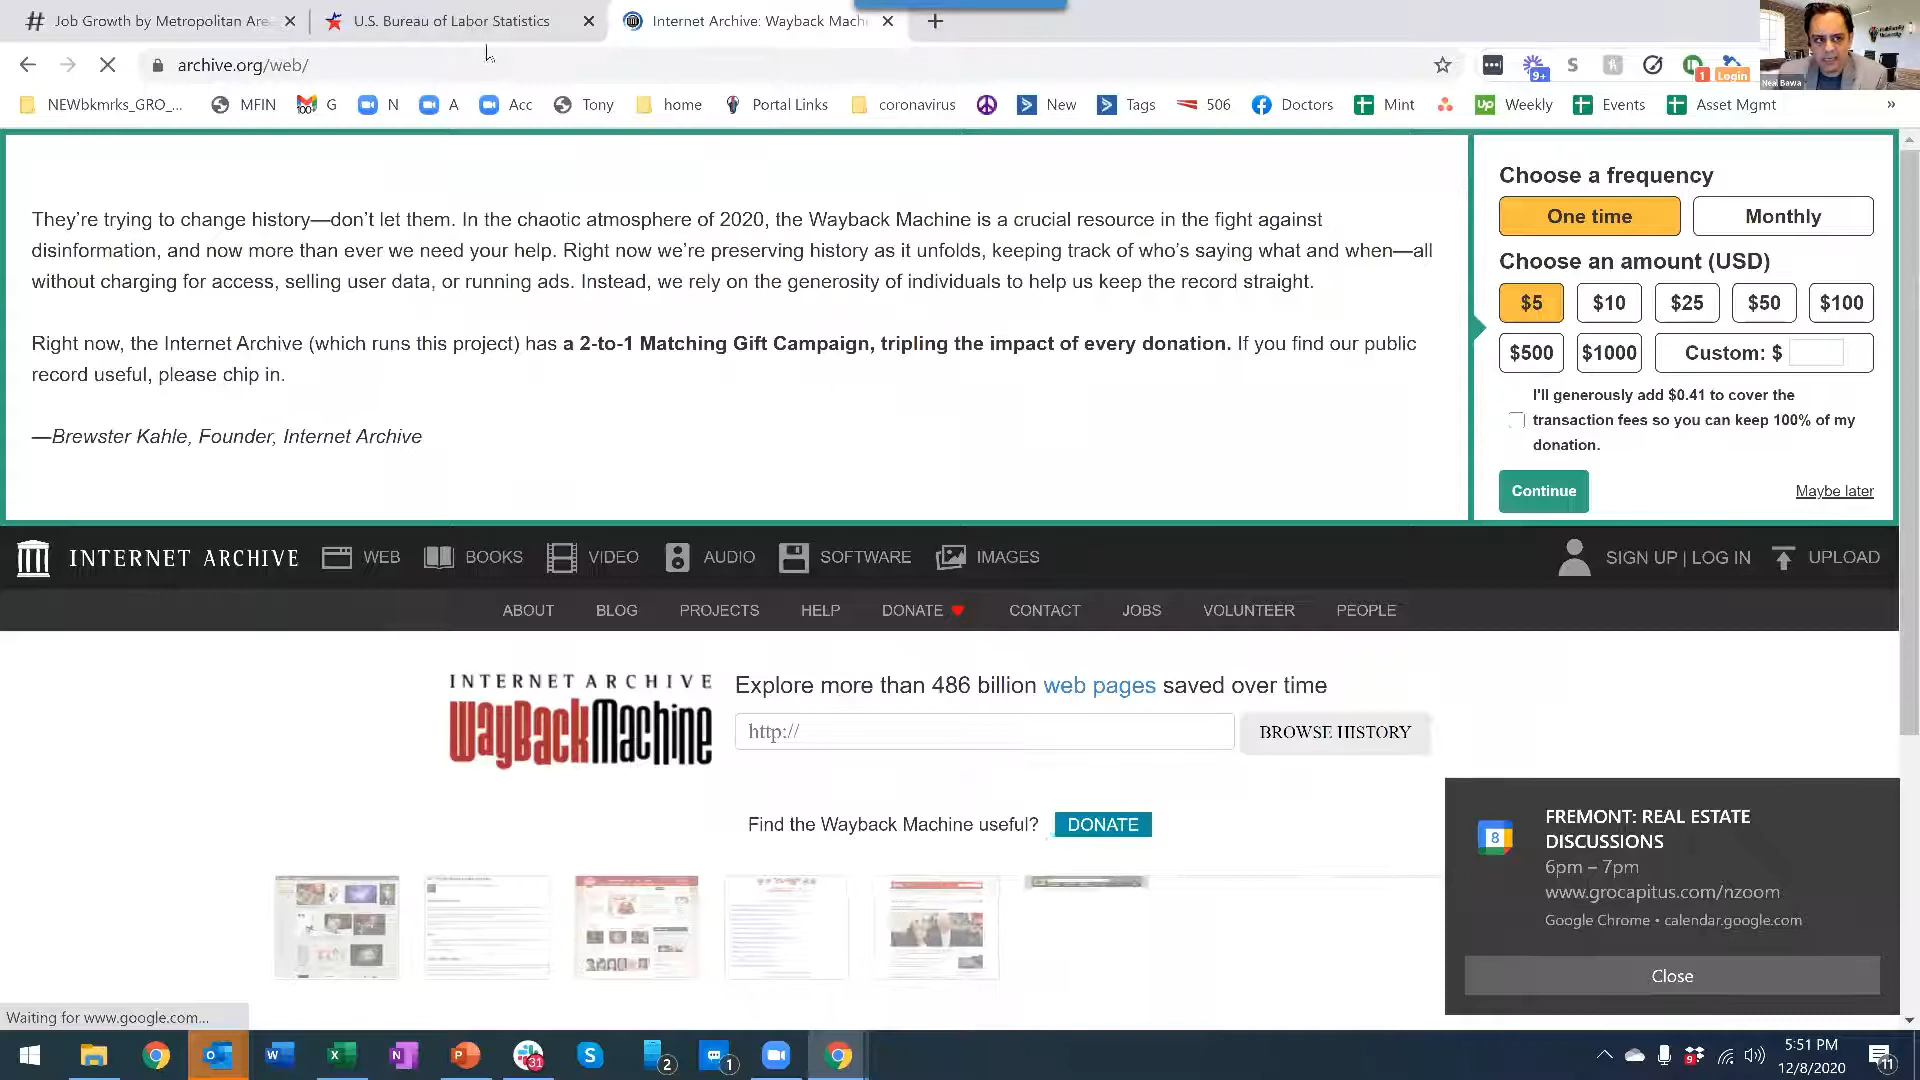 Job Growth by Metropolitan Are
U.S. Bureau of Labor Statistics
Internet Archive: Wayback Mach
archive.org/web/
9+
S
1
Login
Neal Bawa
NEWbkmrks_GRO_...
MFIN
G
N
A
Acc
Tony
home
Portal Links
coronavirus
New
Tags
506
Doctors
Mint
Up Weekly
Events
Asset Mgmt
»
They're trying to change history—don't let them. In the chaotic atmosphere of 2020, the Wayback Machine is a crucial resource in the fight against
disinformation, and now more than ever we need your help. Right now we're preserving history as it unfolds, keeping track of who's saying what and when—all
without charging for access, selling user data, or running ads. Instead, we rely on the generosity of individuals to help us keep the record straight.
Right now, the Internet Archive (which runs this project) has a 2-to-1 Matching Gift Campaign, tripling the impact of every donation. If you find our public
record useful, please chip in.
—Brewster Kahle, Founder, Internet Archive
Choose a frequency
One time
Monthly
Choose an amount (USD)
$5
$10
$25
$50
$100
$500
$1000
Custom: $
I'll generously add $0.41 to cover the
transaction fees so you can keep 100% of my
donation.
Continue
Maybe later
INTERNET ARCHIVE
WEB
BOOKS
VIDEO
AUDIO
SOFTWARE
IMAGES
SIGN UP | LOG IN
UPLOAD
ABOUT
BLOG
PROJECTS
HELP
DONATE
CONTACT
JOBS
VOLUNTEER
PEOPLE
INTERNET ARCHIVE
WayBackMachine
Explore more than 486 billion web pages saved over time
http://
BROWSE HISTORY
Find the Wayback Machine useful?
DONATE
8
FREMONT: REAL ESTATE
DISCUSSIONS
6pm – 7pm
www.grocapitus.com/nzoom
Google Chrome • calendar.google.com
Close
Waiting for www.google.com...
31
2
1
9
5:51 PM
12/8/2020
11